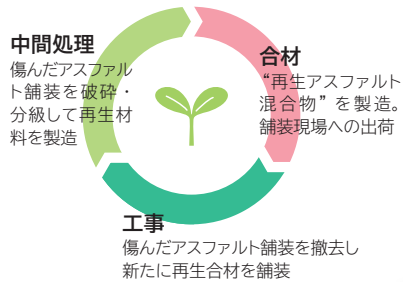 中間処理
傷んだアスファル
ト舗装を破砕・
分級して再生材
料を製造
合材
“再生アスファルト
混合物”を製造。
舗装現場への出荷
工事
傷んだアスファルト舗装を撤去し
新たに再生合材を舗装